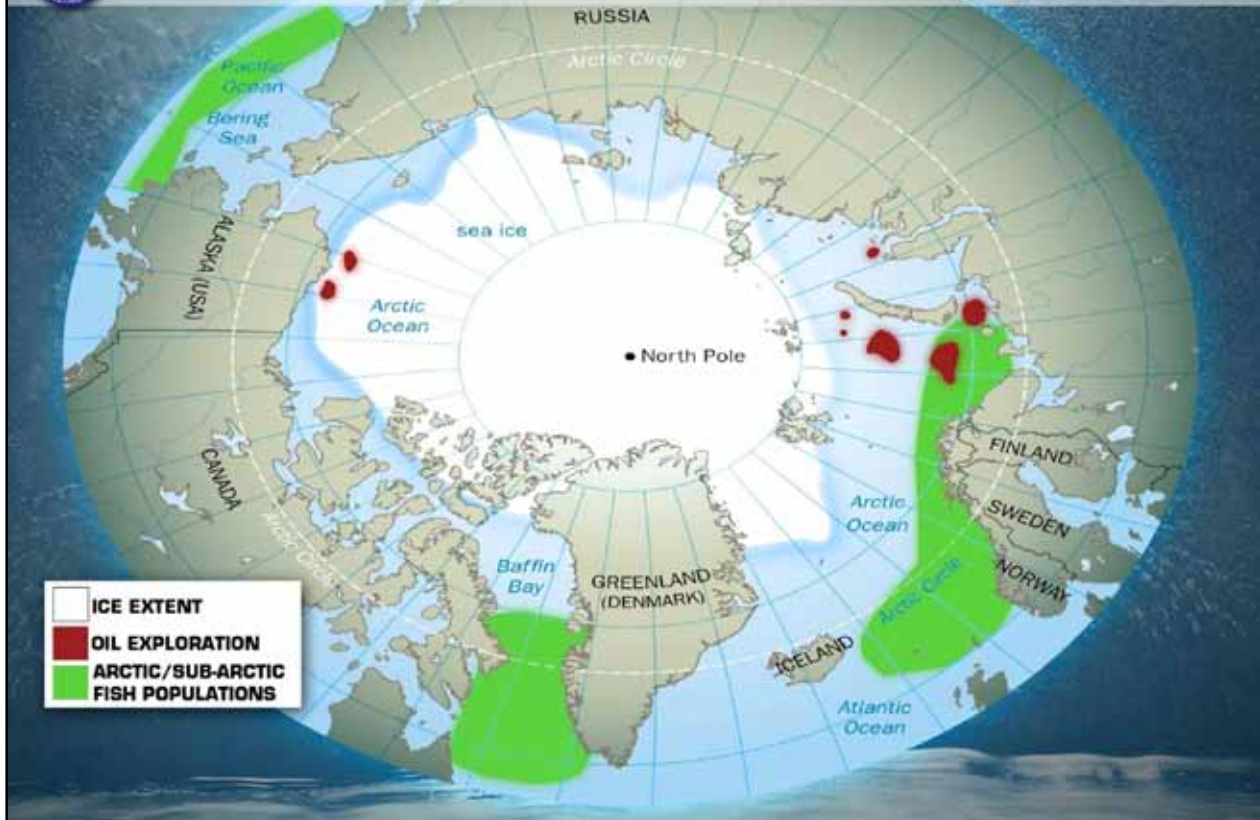 RUSSIA
Arctic Circle
Pacific
Ocean
Bering
Sea
sea ice
ALASKA (USA)
Arctic
Ocean
North Pole
CANADA
FINLAND
SWEDEN
NORWAY
Arctic
Ocean
Arctic Circle
Arctic Circle
Baffin
Bay
GREENLAND
(DENMARK)
ICELAND
Atlantic
Ocean
ICE EXTENT
OIL EXPLORATION
ARCTIC/SUB-ARCTIC
FISH POPULATIONS